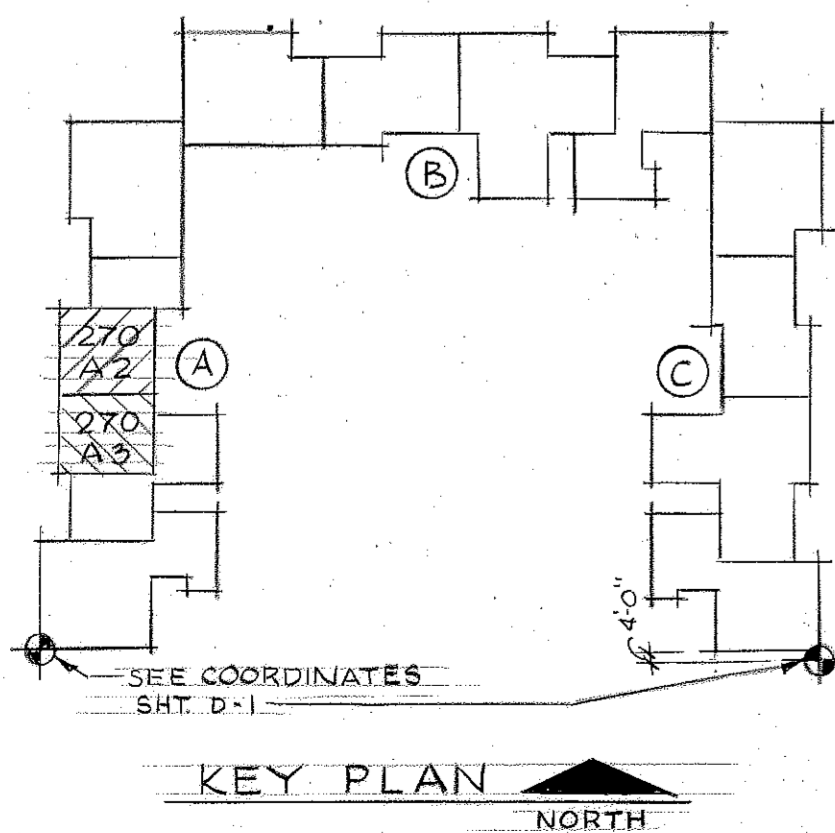 B
270
A2
A
C
270
A3
4'0"
SEE COORDINATES
SHT. D-1
KEY PLAN
NORTH